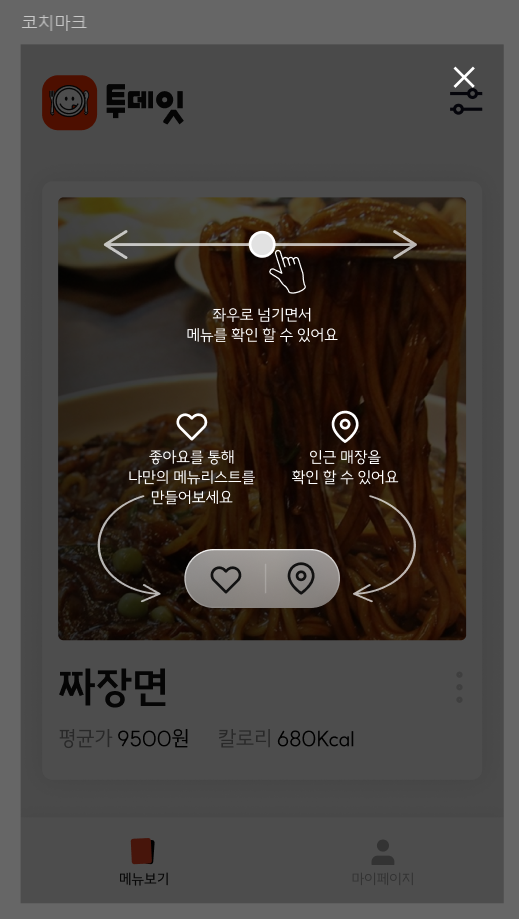 코치마크
투데잇
좌우로 넘기면서
메뉴를 확인 할 수 있어요
좋아요를 통해
나만의 메뉴리스트를
만들어보세요
인근 매장을
확인 할 수 있어요
짜장면
평균가 9500원 칼로리 680Kcal
메뉴보기 마이페이지